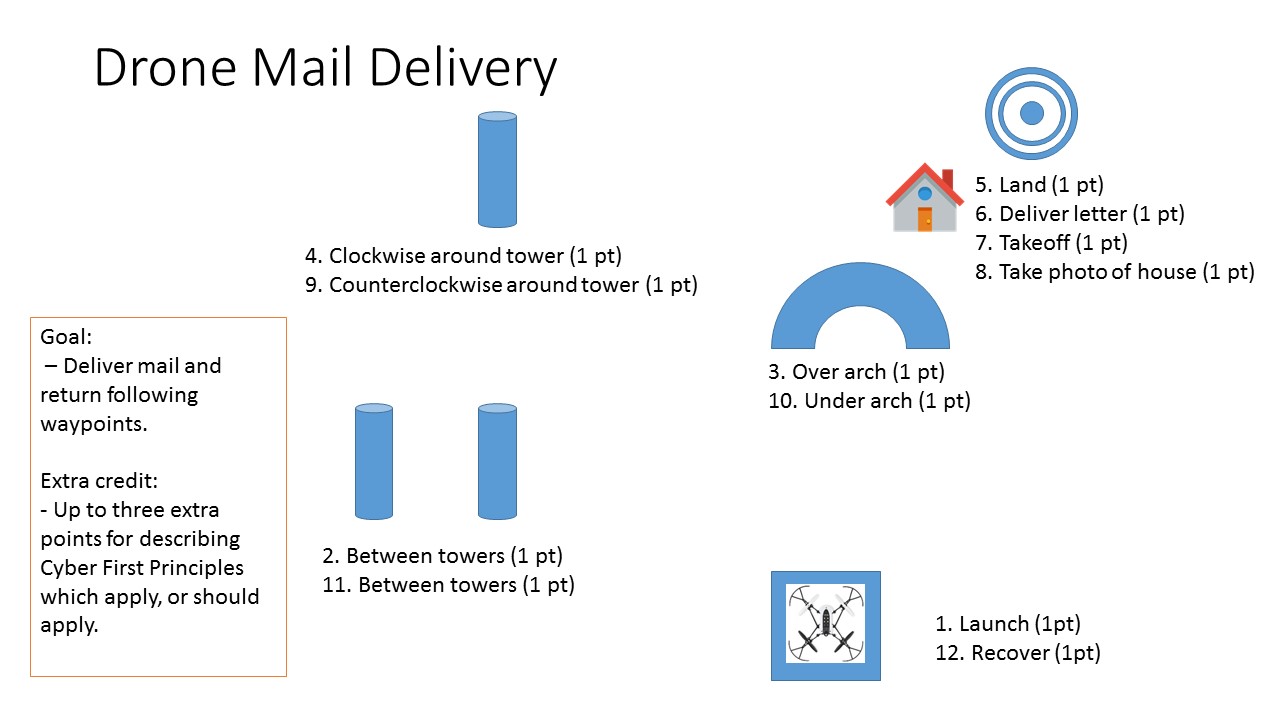 Drone Mail Delivery
5. Land (1 pt)
6. Deliver letter (1 pt)
7. Takeoff (1 pt)
8. Take photo of house (1 pt)
4. Clockwise around tower (1 pt)
9. Counterclockwise around tower (1 pt)
3. Over arch (1 pt)
10. Under arch (1 pt)
Goal:
– Deliver mail and
return following
waypoints.
Extra credit:
- Up to three extra
points for describing
Cyber First Principles
which apply, or should
apply.
2. Between towers (1 pt)
11. Between towers (1 pt)
1. Launch (1pt)
12. Recover (1pt)